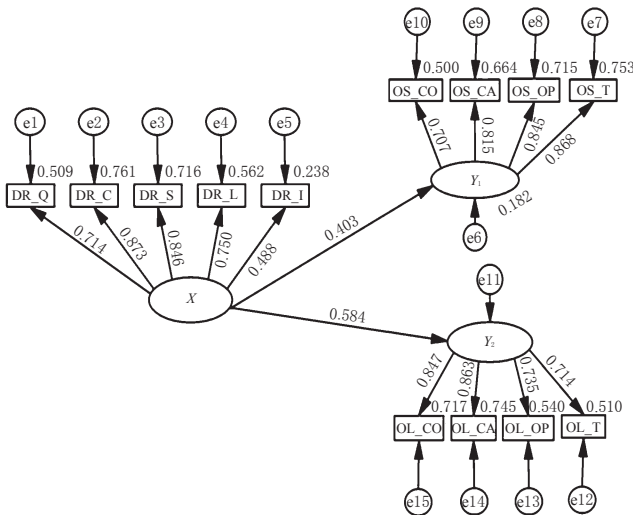 e10 e9 e8 e7
0.500 0.664 0.715 0.753
OS_CO OS_CA OS_OP OS_T
0.707 0.815 0.845 0.868
e1 e2 e3 e4 e5
0.509 0.761 0.716 0.562 0.238
DR_Q DR_C DR_S DR_L DR_I
Y₁
0.182
0.714 0.873 0.846 0.750 0.488
0.403
e6
e11
X
0.584
Y₂
0.847 0.863 0.735 0.714
0.717 0.745 0.540 0.510
OL_CO OL_CA OL_OP OL_T
e15 e14 e13 e12